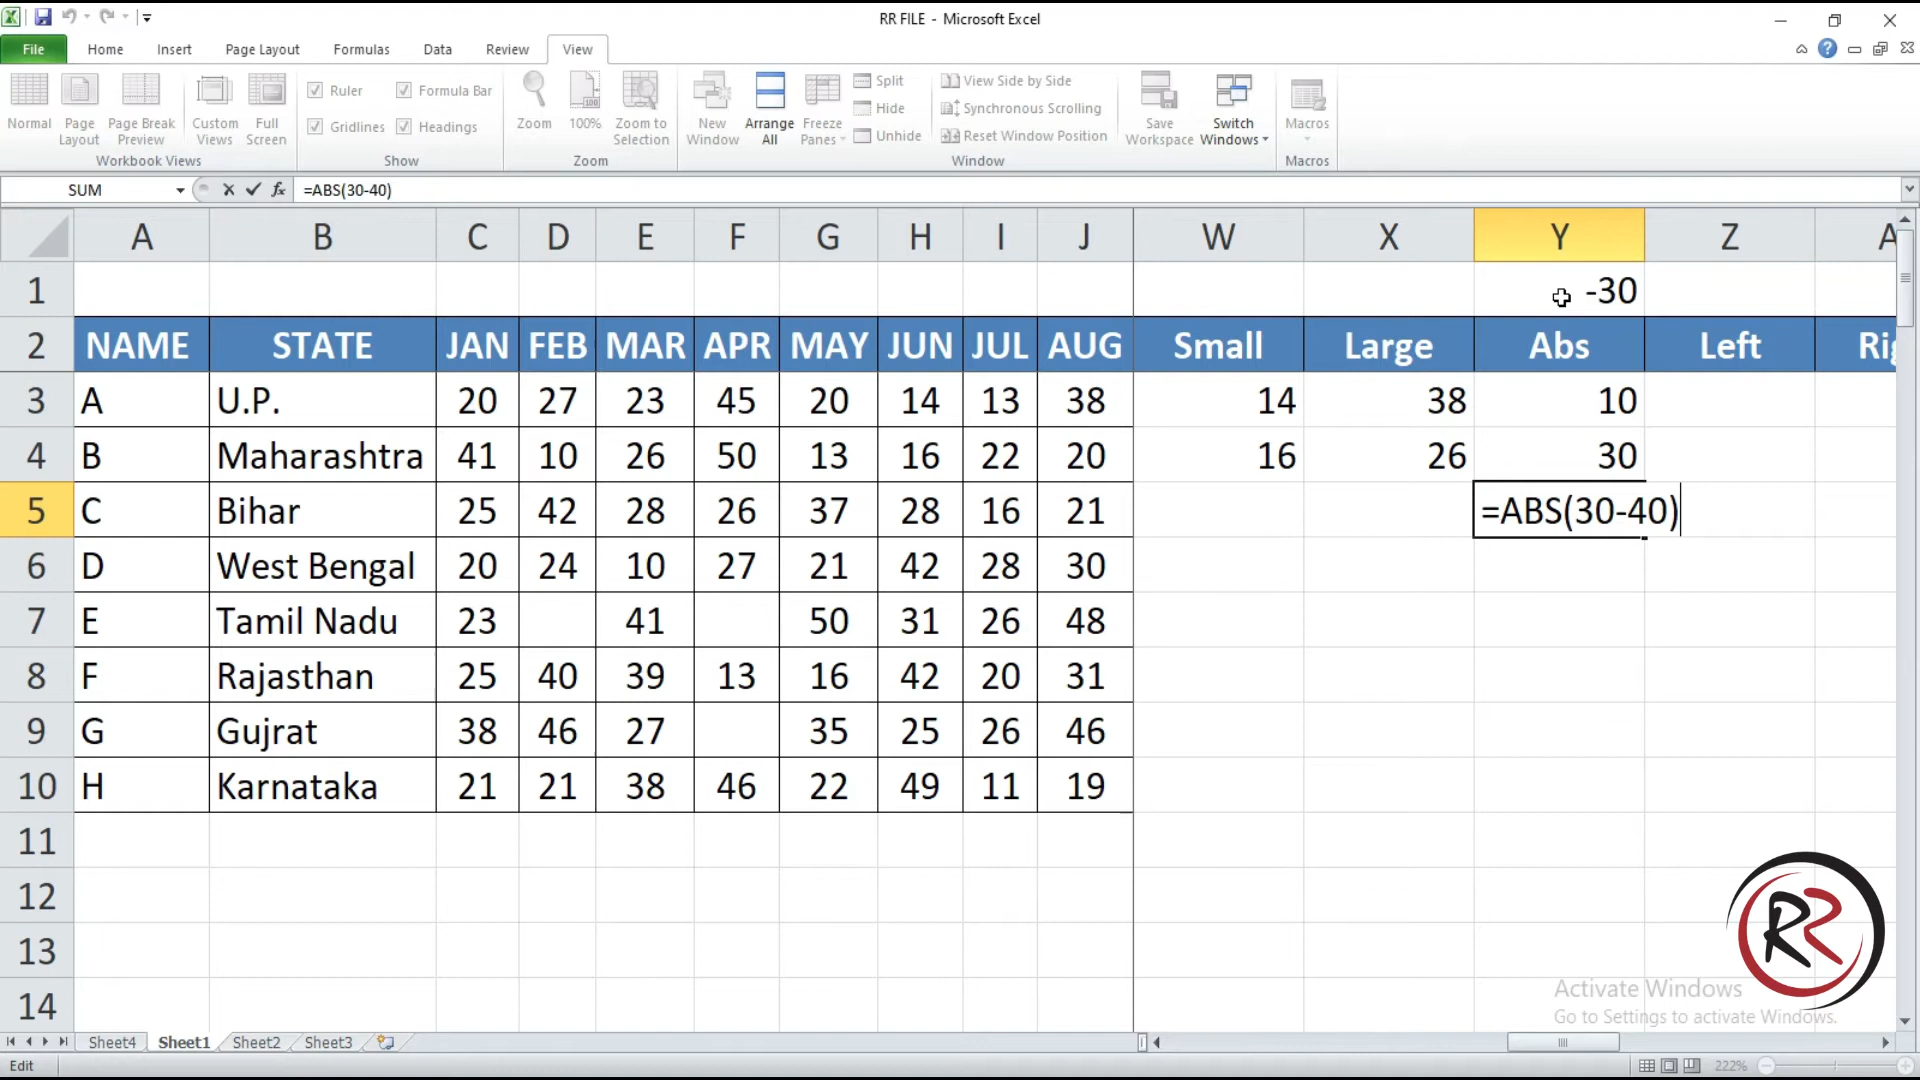 RR FILE - Microsoft Excel
File Home Insert Page Layout Formulas Data Review View
Normal Page Layout Page Break Preview Custom Views Full Screen
Workbook Views
Ruler Formula Bar
Gridlines Headings
Show
Zoom 100% Zoom to Selection
Zoom
New Window Arrange All Freeze Panes
Split View Side by Side
Hide Synchronous Scrolling
Unhide Reset Window Position
Save Workspace Switch Windows
Window
Macros
Macros
SUM fx =ABS(30-40)
A B C D E F G H I J W X Y Z A
1 -30
2 NAME STATE JAN FEB MAR APR MAY JUN JUL AUG Small Large Abs Left Rig
3 A U.P. 20 27 23 45 20 14 13 38 14 38 10
4 B Maharashtra 41 10 26 50 13 16 22 20 16 26 30
5 C Bihar 25 42 28 26 37 28 16 21 =ABS(30-40)
6 D West Bengal 20 24 10 27 21 42 28 30
7 E Tamil Nadu 23 41 50 31 26 48
8 F Rajasthan 25 40 39 13 16 42 20 31
9 G Gujrat 38 46 27 35 25 26 46
10 H Karnataka 21 21 38 46 22 49 11 19
11
12
13
14
RR
Activate Windows
Go to Settings to activate Windows.
Sheet4 Sheet1 Sheet2 Sheet3
Edit 222%